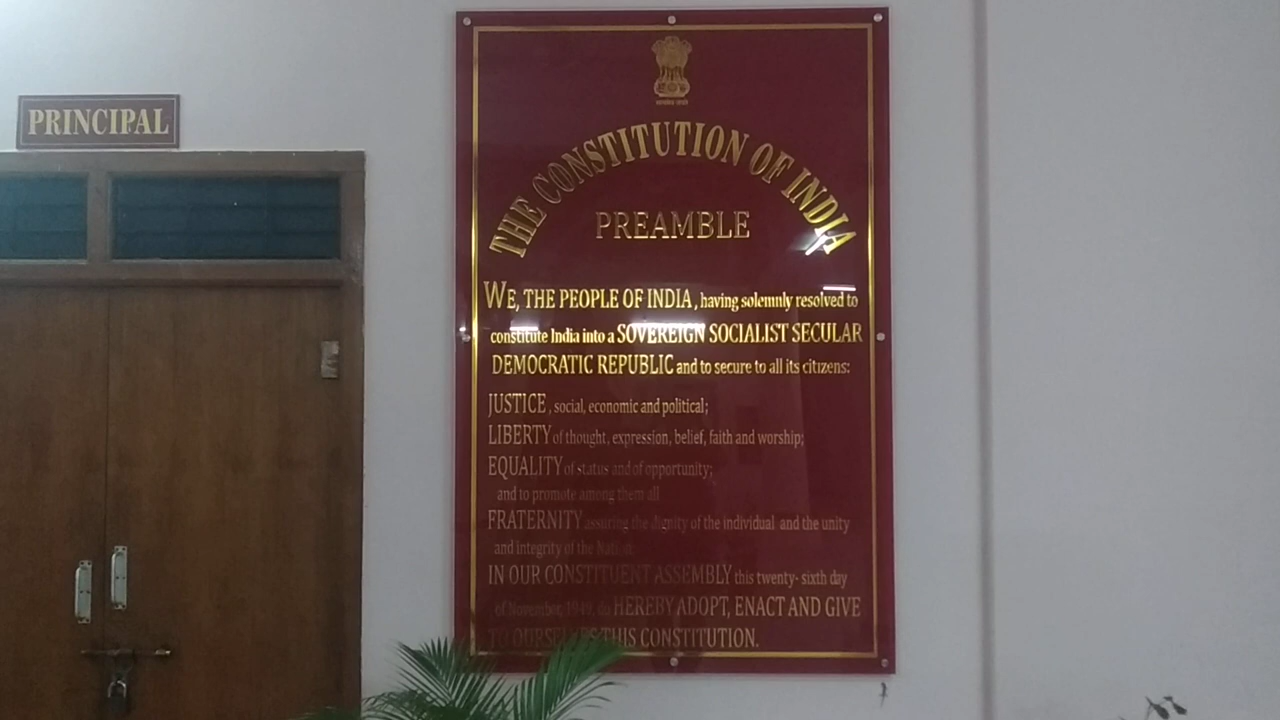 PRINCIPAL
THE CONSTITUTION OF INDIA
PREAMBLE
WE, THE PEOPLE OF INDIA, having solemnly resolved to
constitute India into a SOVEREIGN SOCIALIST SECULAR
DEMOCRATIC REPUBLIC and to secure to all its citizens:
JUSTICE, social, economic and political;
LIBERTY of thought, expression, belief, faith and worship;
EQUALITY of status and of opportunity;
and to promote among them all
FRATERNITY assuring the dignity of the individual and the unity
and integrity of the Nation
IN OUR CONSTITUENT ASSEMBLY this twenty- sixth day
of November, 1949, do HEREBY ADOPT, ENACT AND GIVE
TO OURSELVES THIS CONSTITUTION.